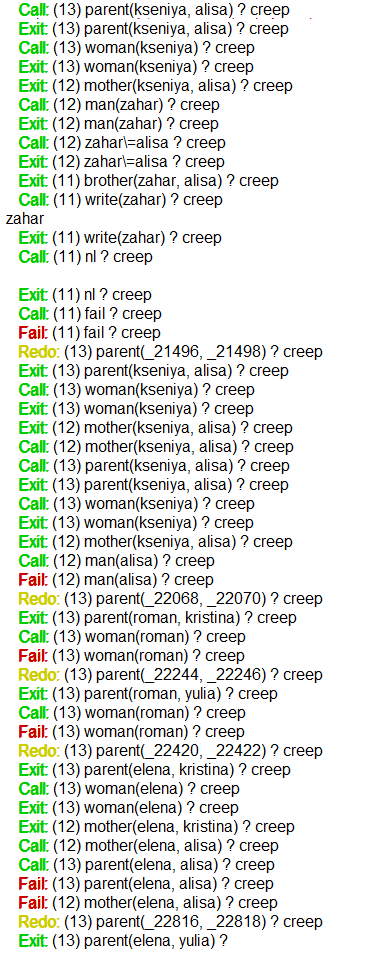 Call: (13) parent(kseniya, alisa) ? creep
Exit: (13) parent(kseniya, alisa) ? creep
Call: (13) woman(kseniya) ? creep
Exit: (13) woman(kseniya) ? creep
Exit: (12) mother(kseniya, alisa) ? creep
Call: (12) man(zahar) ? creep
Exit: (12) man(zahar) ? creep
Call: (12) zahar\=alisa ? creep
Exit: (12) zahar\=alisa ? creep
Exit: (11) brother(zahar, alisa) ? creep
Call: (11) write(zahar) ? creep
zahar
Exit: (11) write(zahar) ? creep
Call: (11) nl ? creep
Exit: (11) nl ? creep
Call: (11) fail ? creep
Fail: (11) fail ? creep
Redo: (13) parent(_21496, _21498) ? creep
Exit: (13) parent(kseniya, alisa) ? creep
Call: (13) woman(kseniya) ? creep
Exit: (13) woman(kseniya) ? creep
Exit: (12) mother(kseniya, alisa) ? creep
Call: (12) mother(kseniya, alisa) ? creep
Call: (13) parent(kseniya, alisa) ? creep
Exit: (13) parent(kseniya, alisa) ? creep
Call: (13) woman(kseniya) ? creep
Exit: (13) woman(kseniya) ? creep
Exit: (12) mother(kseniya, alisa) ? creep
Call: (12) man(alisa) ? creep
Fail: (12) man(alisa) ? creep
Redo: (13) parent(_22068, _22070) ? creep
Exit: (13) parent(roman, kristina) ? creep
Call: (13) woman(roman) ? creep
Fail: (13) woman(roman) ? creep
Redo: (13) parent(_22244, _22246) ? creep
Exit: (13) parent(roman, yulia) ? creep
Call: (13) woman(roman) ? creep
Fail: (13) woman(roman) ? creep
Redo: (13) parent(_22420, _22422) ? creep
Exit: (13) parent(elena, kristina) ? creep
Call: (13) woman(elena) ? creep
Exit: (13) woman(elena) ? creep
Exit: (12) mother(elena, kristina) ? creep
Call: (12) mother(elena, alisa) ? creep
Call: (13) parent(elena, alisa) ? creep
Fail: (13) parent(elena, alisa) ? creep
Fail: (12) mother(elena, alisa) ? creep
Redo: (13) parent(_22816, _22818) ? creep
Exit: (13) parent(elena, yulia) ?